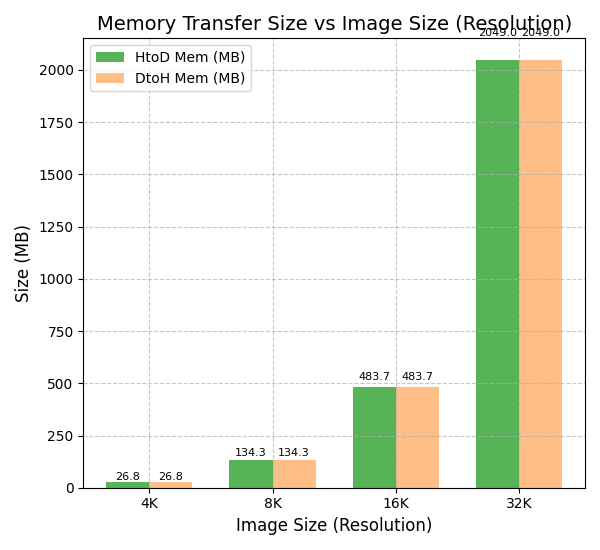 Memory Transfer Size vs Image Size (Resolution)
2049.0 2049.0
HtoD Mem (MB)
DtoH Mem (MB)
2000
1750
1500
1250
1000
750
500
250
0
Size (MB)
483.7 483.7
134.3 134.3
26.8 26.8
4K 8K 16K 32K
Image Size (Resolution)